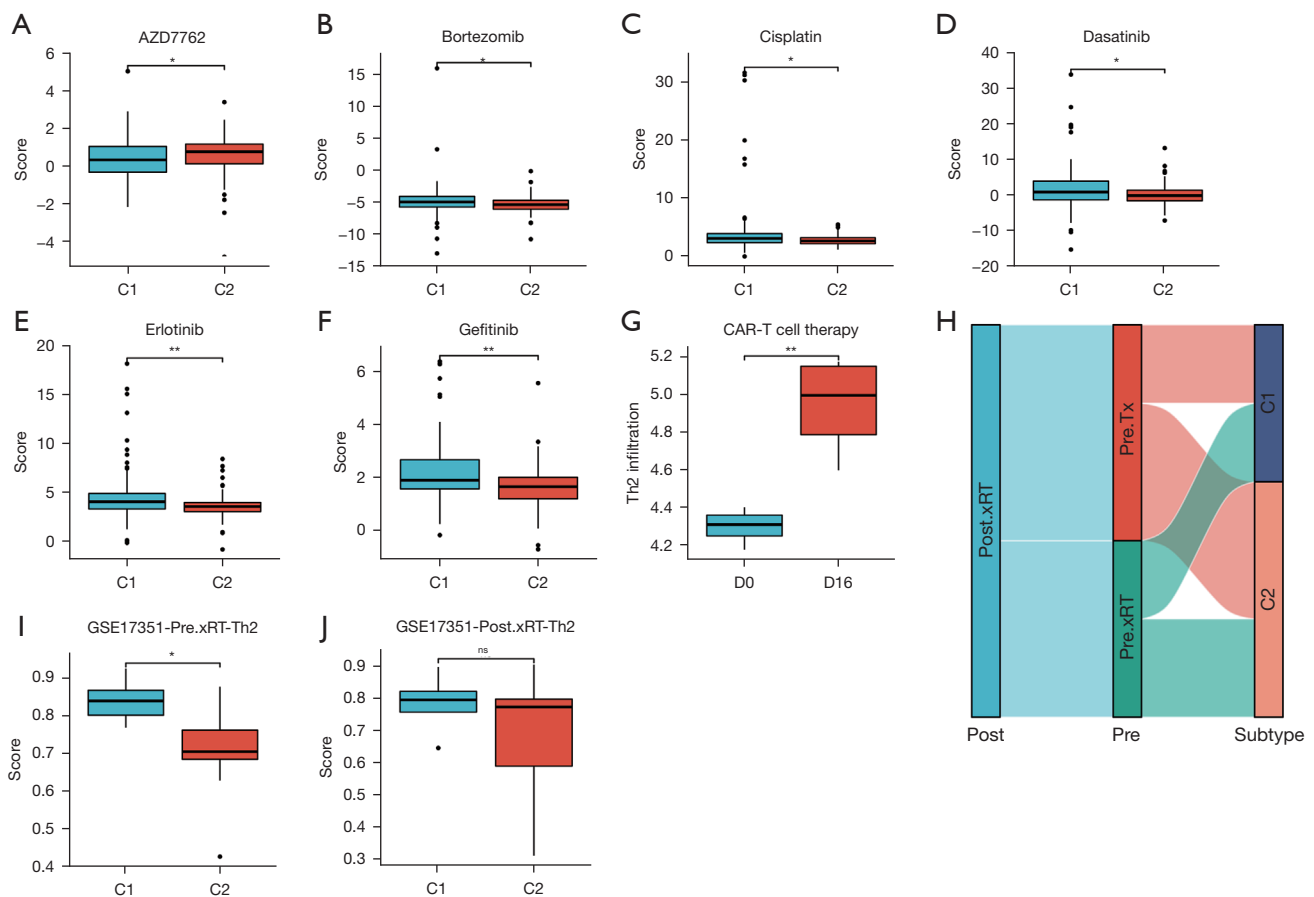 A
AZD7762
*
Score
6
4
2
0
−2
4
C1
C2
B
Bortezomib
*
Score
15
10
5
0
−5
−10
−15
C1
C2
C
Cisplatin
*
Score
30
20
10
0
C1
C2
D
Dasatinib
*
Score
40
30
20
10
0
−10
−20
C1
C2
E
Erlotinib
**
Score
20
15
10
5
0
C1
C2
F
Gefitinib
**
Score
6
4
2
0
C1
C2
G
CAR-T cell therapy
**
Th2 infiltration
5.2
5.0
4.8
4.6
4.4
4.2
D0
D16
H
Post.xRT
Pre.Tx
Pre.xRT
C1
C2
Post
Pre
Subtype
I
GSE17351-Pre.xRT-Th2
*
Score
0.9
0.8
0.7
0.6
0.5
0.4
C1
C2
J
GSE17351-Post.xRT-Th2
ns
Score
0.9
0.8
0.7
0.6
0.5
0.4
0.3
C1
C2